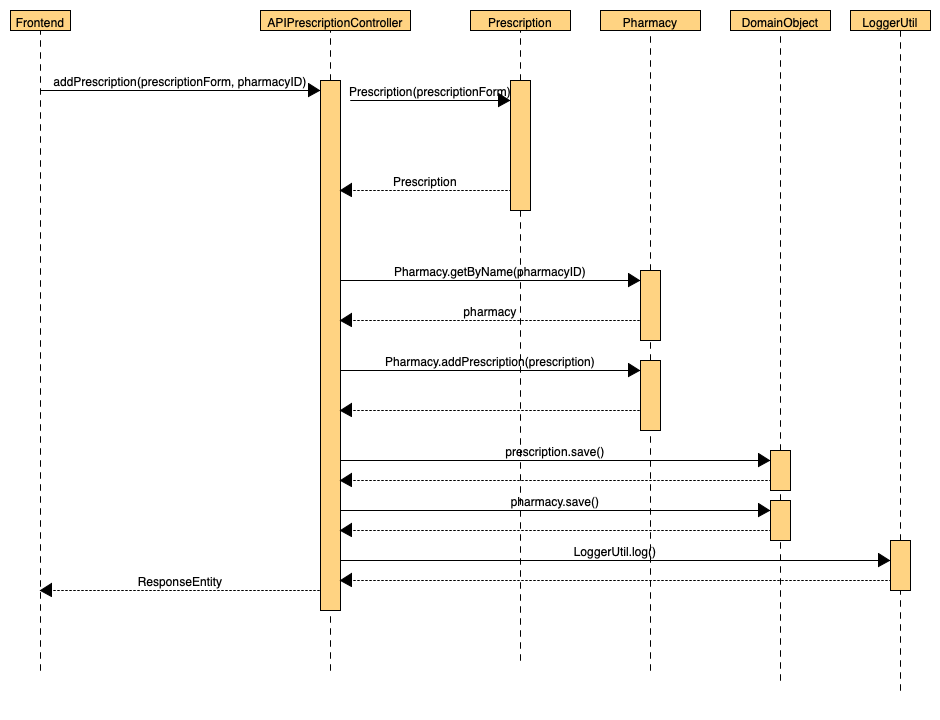 Frontend
APIPrescriptionController
Prescription
Pharmacy
DomainObject
LoggerUtil
addPrescription(prescriptionForm, pharmacyID)
Prescription(prescriptionForm)
Prescription
Pharmacy.getByName(pharmacyID)
pharmacy
Pharmacy.addPrescription(prescription)
prescription.save()
pharmacy.save()
LoggerUtil.log()
ResponseEntity